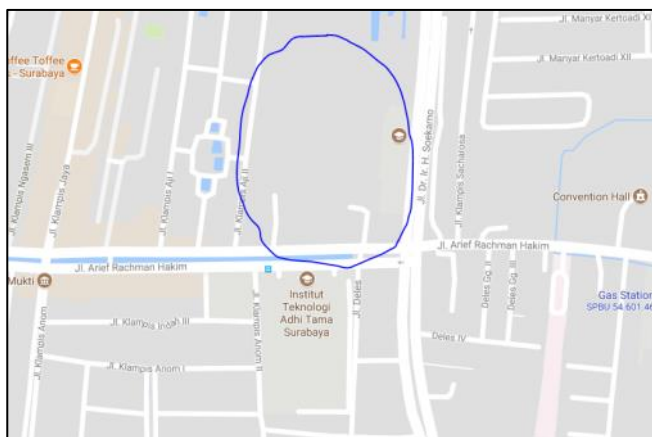 Jl. Manyar Kertoadi XI
Jl. Manyar Kertoadi XII
offee Toffee
s - Surabaya
Jl. Klampis Ngasem III
Jl. Klampis Jaya
Jl. Klampis Aji I
Jl. Klampis Aji II
Jl. Dr. Ir. H. Soekarno
Jl. Klampis Sacharosa
Convention Hall
Jl. Arief Rachman Hakim
Jl. Arief Rachman Hakim
Mukti
Institut
Teknologi
Adhi Tama
Surabaya
Jl. Deles
Deles Gg. II
Deles Gg. III
Gas Station
SPBU 54.601.46
Jl. Klampis Anom
Jl. Klampis Indah III
Jl. Klampis Anom II
Deles IV
Jl. Klampis Anom I